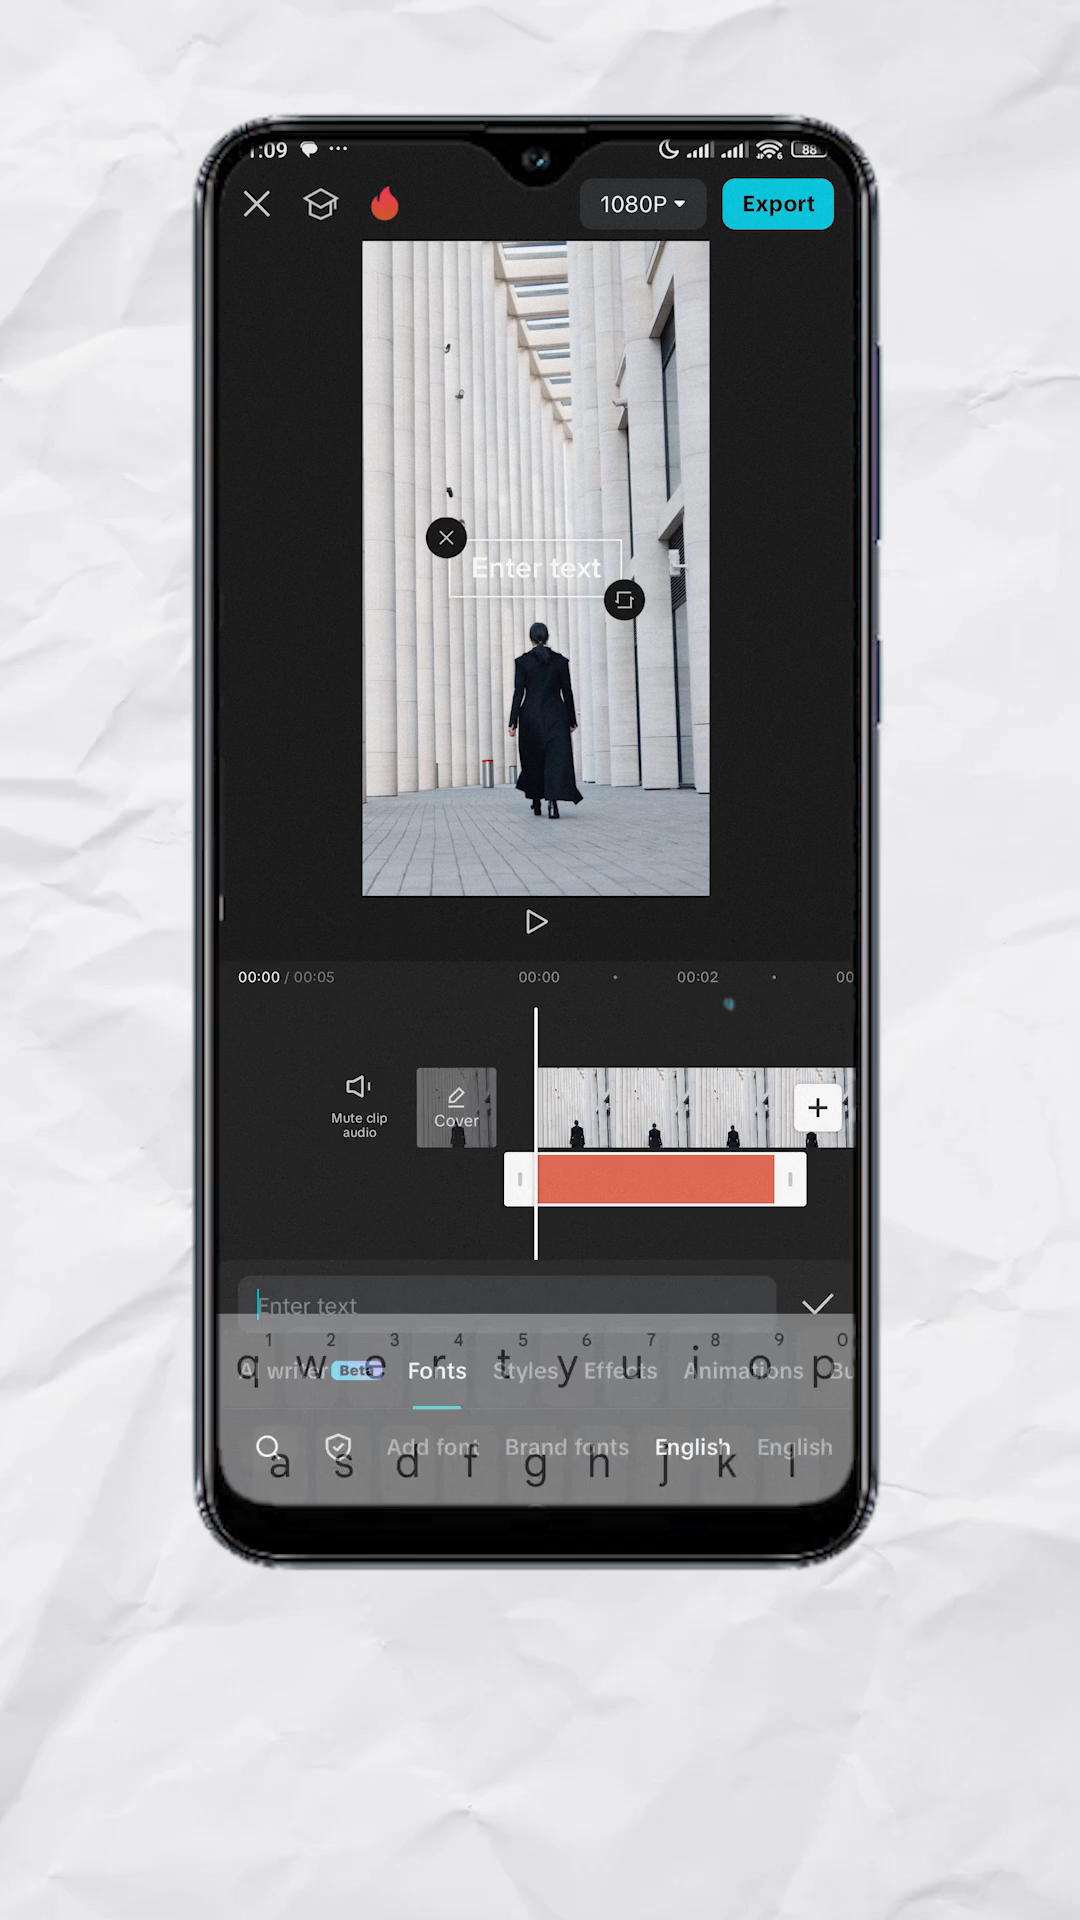 1:09
88
1080P
Export
Enter text
00:00 / 00:05
00:00
00:02
00
Mute clip
audio
Cover
Enter text
1 2 3 4 5 6 7 8 9 0
q w e r t y u i o p
AI writer Beta Fonts Styles Effects Animations Bu
Add font Brand fonts English English
a s d f g h j k l